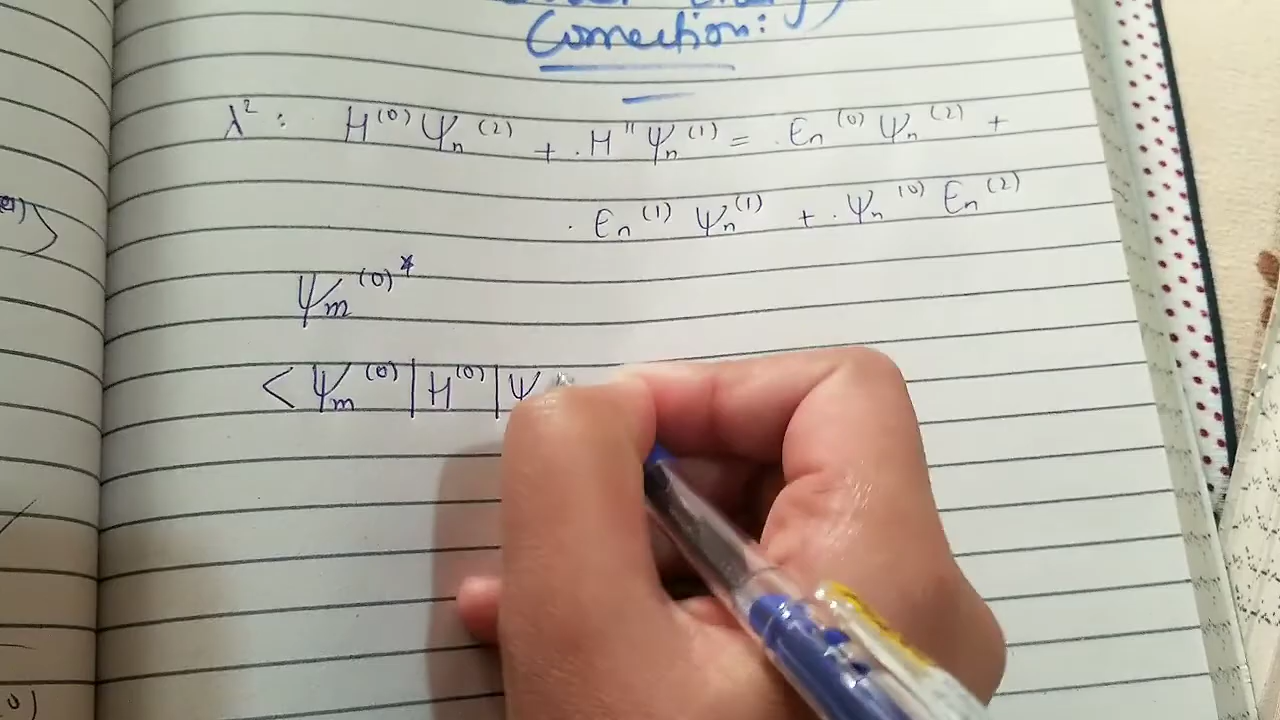 Connection:
λ² : H⁽⁰⁾ Ψₙ⁽²⁾ + H" Ψₙ⁽¹⁾ = Eₙ⁽⁰⁾ Ψₙ⁽²⁾ +
Eₙ⁽¹⁾ Ψₙ⁽¹⁾ + Ψₙ⁽⁰⁾ Eₙ⁽²⁾
Ψₘ⁽⁰⁾*
< Ψₘ⁽⁰⁾ | H⁽⁰⁾ | Ψ